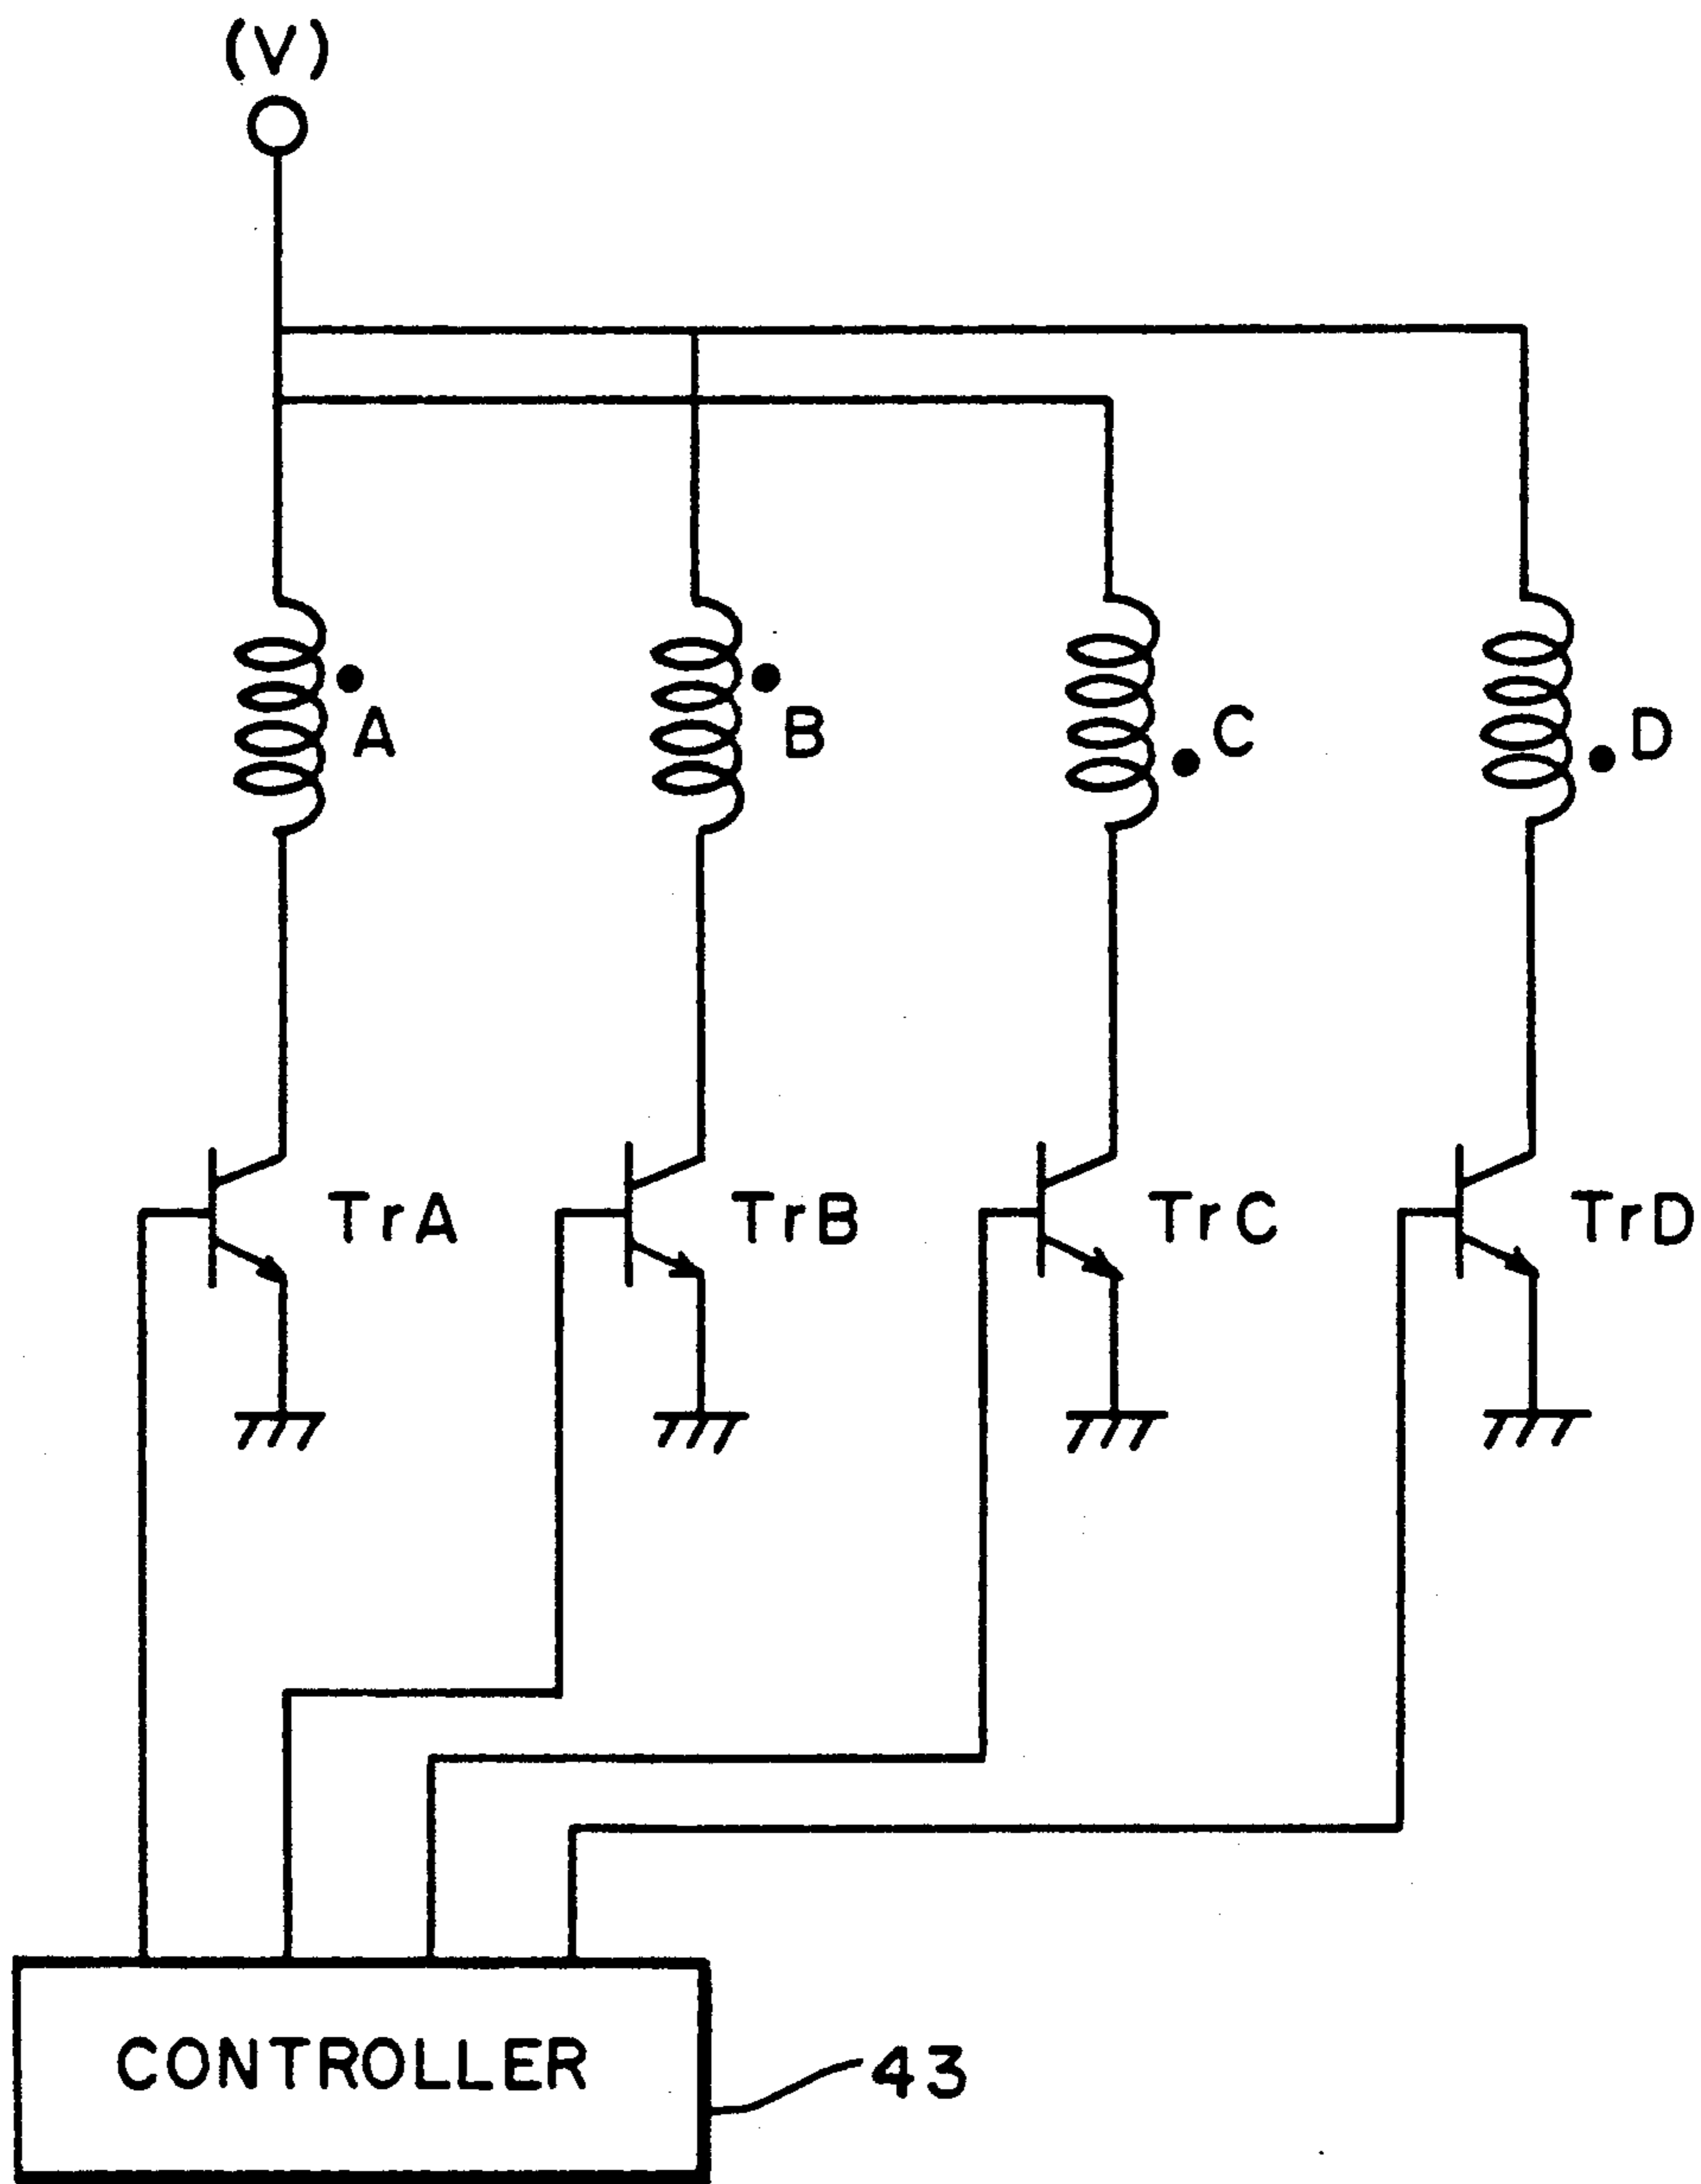 (V)
A
B
C
D
TrA
TrB
TrC
TrD
CONTROLLER
43